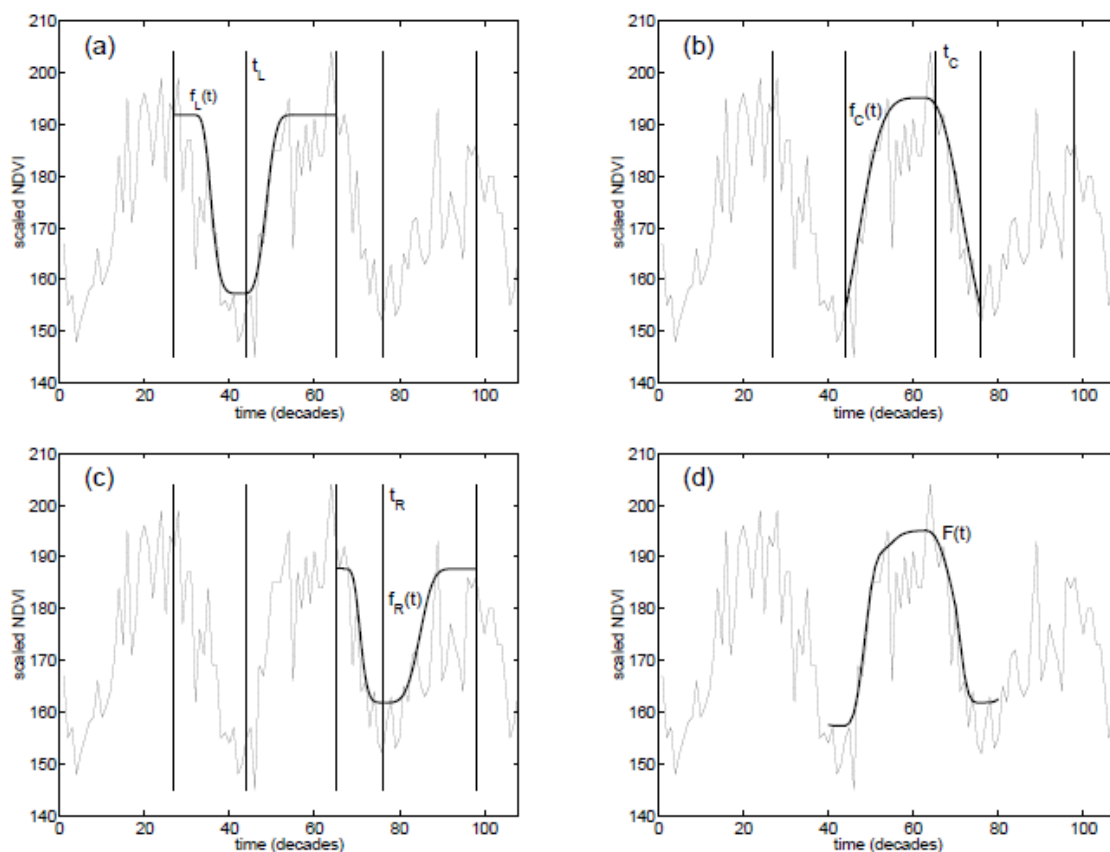 (a)
210
200
190
180
170
160
150
140
scaled NDVI
f_L(t)
t_L
0 20 40 60 80 100
time (decades)
(b)
210
200
190
180
170
160
150
140
sclaed NDVI
f_C(t)
t_C
0 20 40 60 80 100
time (decades)
(c)
210
200
190
180
170
160
150
140
scaled NDVI
t_R
f_R(t)
0 20 40 60 80 100
time (decades)
(d)
210
200
190
180
170
160
150
140
scaled NDVI
F(t)
0 20 40 60 80 100
time (decades)